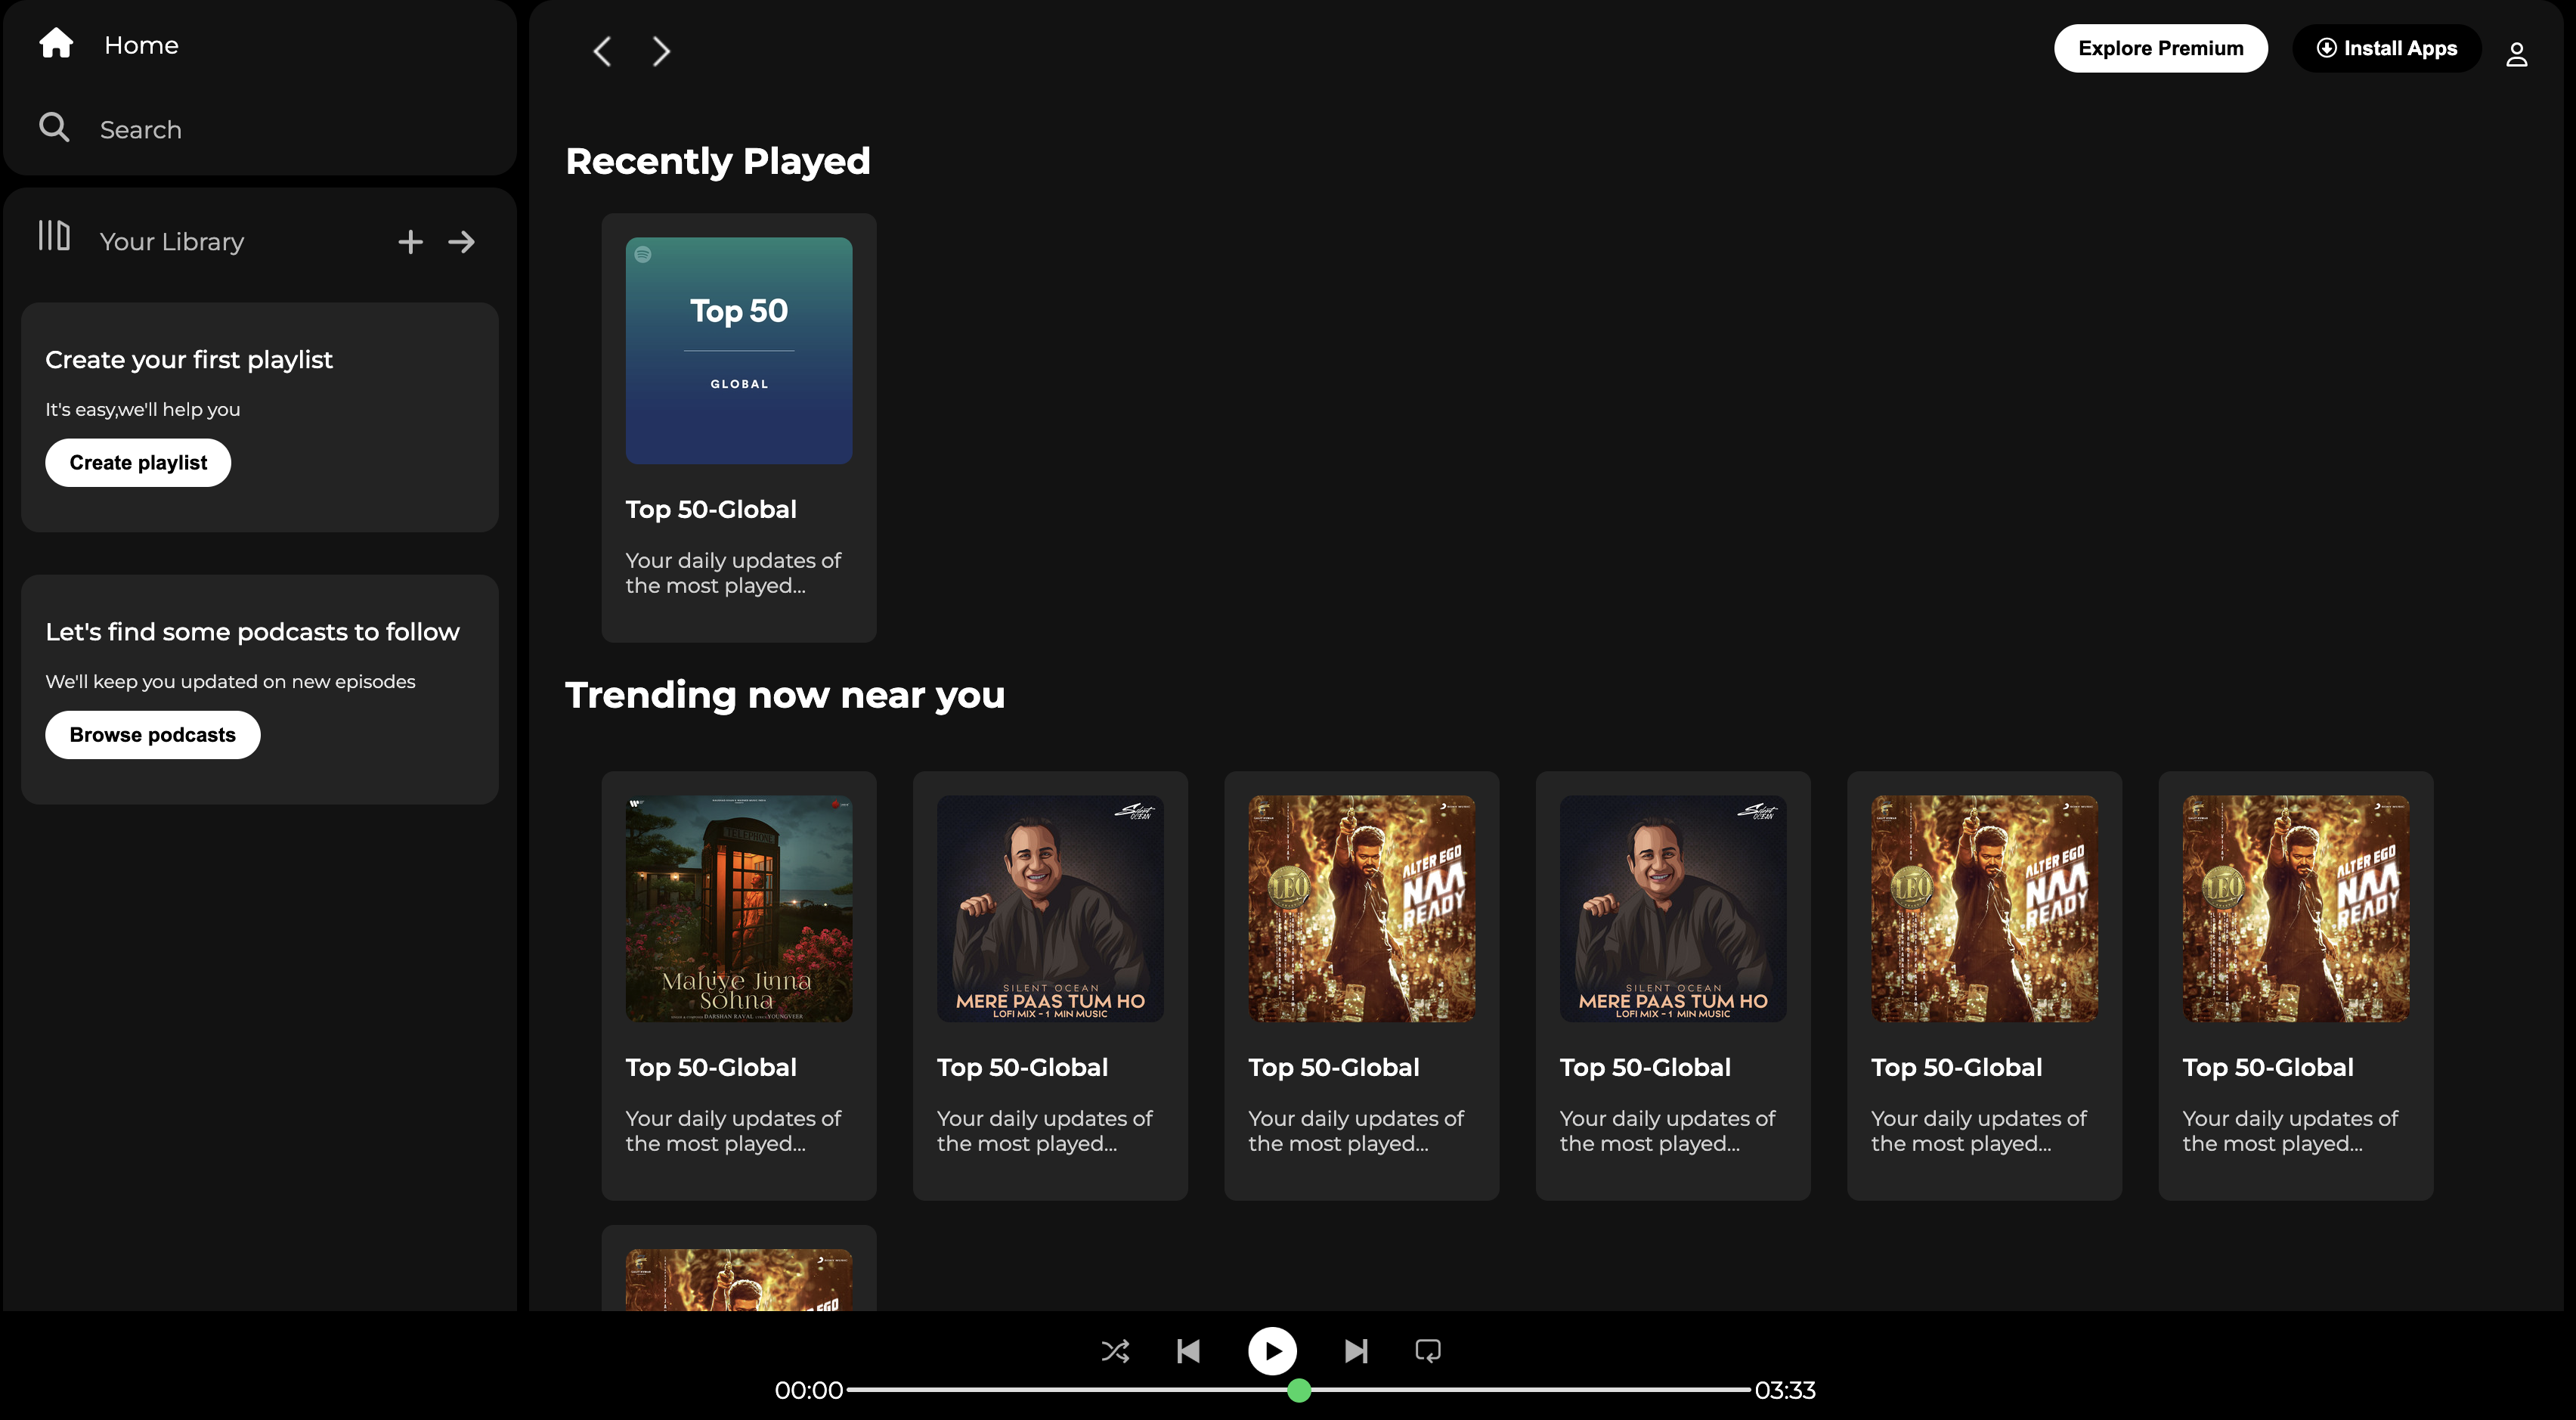 Home
Search
Your Library
Create your first playlist
It's easy,we'll help you
Create playlist
Let's find some podcasts to follow
We'll keep you updated on new episodes
Browse podcasts
Explore Premium
Install Apps
Recently Played
Top 50
GLOBAL
Top 50-Global
Your daily updates of
the most played...
Trending now near you
TELEPHONE
Mahiye Jinna
Sohna
DARSHAN RAVAL
YOUNGVEER
Top 50-Global
Your daily updates of
the most played...
Silent
OCEAN
SILENT OCEAN
MERE PAAS TUM HO
LOFI MIX - 1 MIN MUSIC
Top 50-Global
Your daily updates of
the most played...
LEO
ALTER EGO
NAA
READY
Top 50-Global
Your daily updates of
the most played...
Silent
OCEAN
SILENT OCEAN
MERE PAAS TUM HO
LOFI MIX - 1 MIN MUSIC
Top 50-Global
Your daily updates of
the most played...
LEO
ALTER EGO
NAA
READY
Top 50-Global
Your daily updates of
the most played...
LEO
ALTER EGO
NAA
READY
Top 50-Global
Your daily updates of
the most played...
00:00
03:33